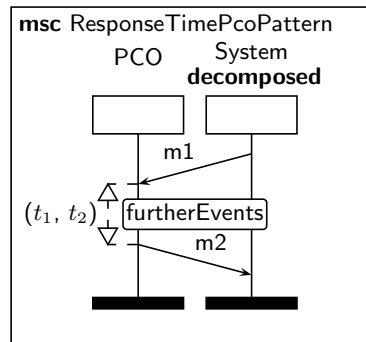 msc ResponseTimePcoPattern
PCO System
decomposed
m1
furtherEvents
(t₁, t₂)
m2